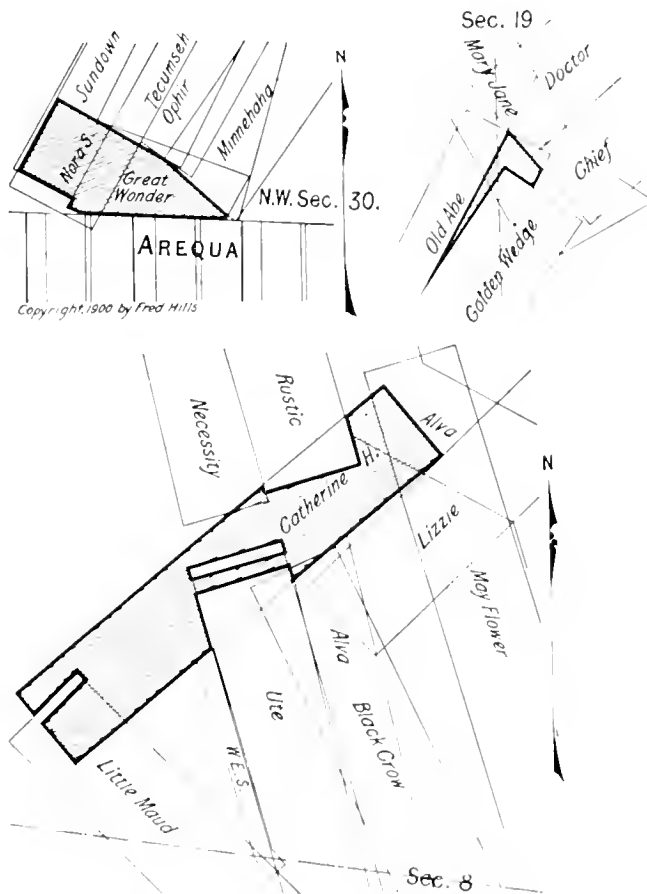 Sundown
Tecumseh
Ophir
Minnehaha
Nora S.
Great
Wonder
N
N.W. Sec. 30.
AREQUA
Copyright, 1900 by Fred Hills
Sec. 19
Mary Jane
Doctor
Chief
Old Abe
Golden Wedge
Necessity
Rustic
Catherine H.
Alva
Lizzie
N
May Flower
Alva
Ute
Black Crow
W.E.S.
Little Maud
Sec. 8